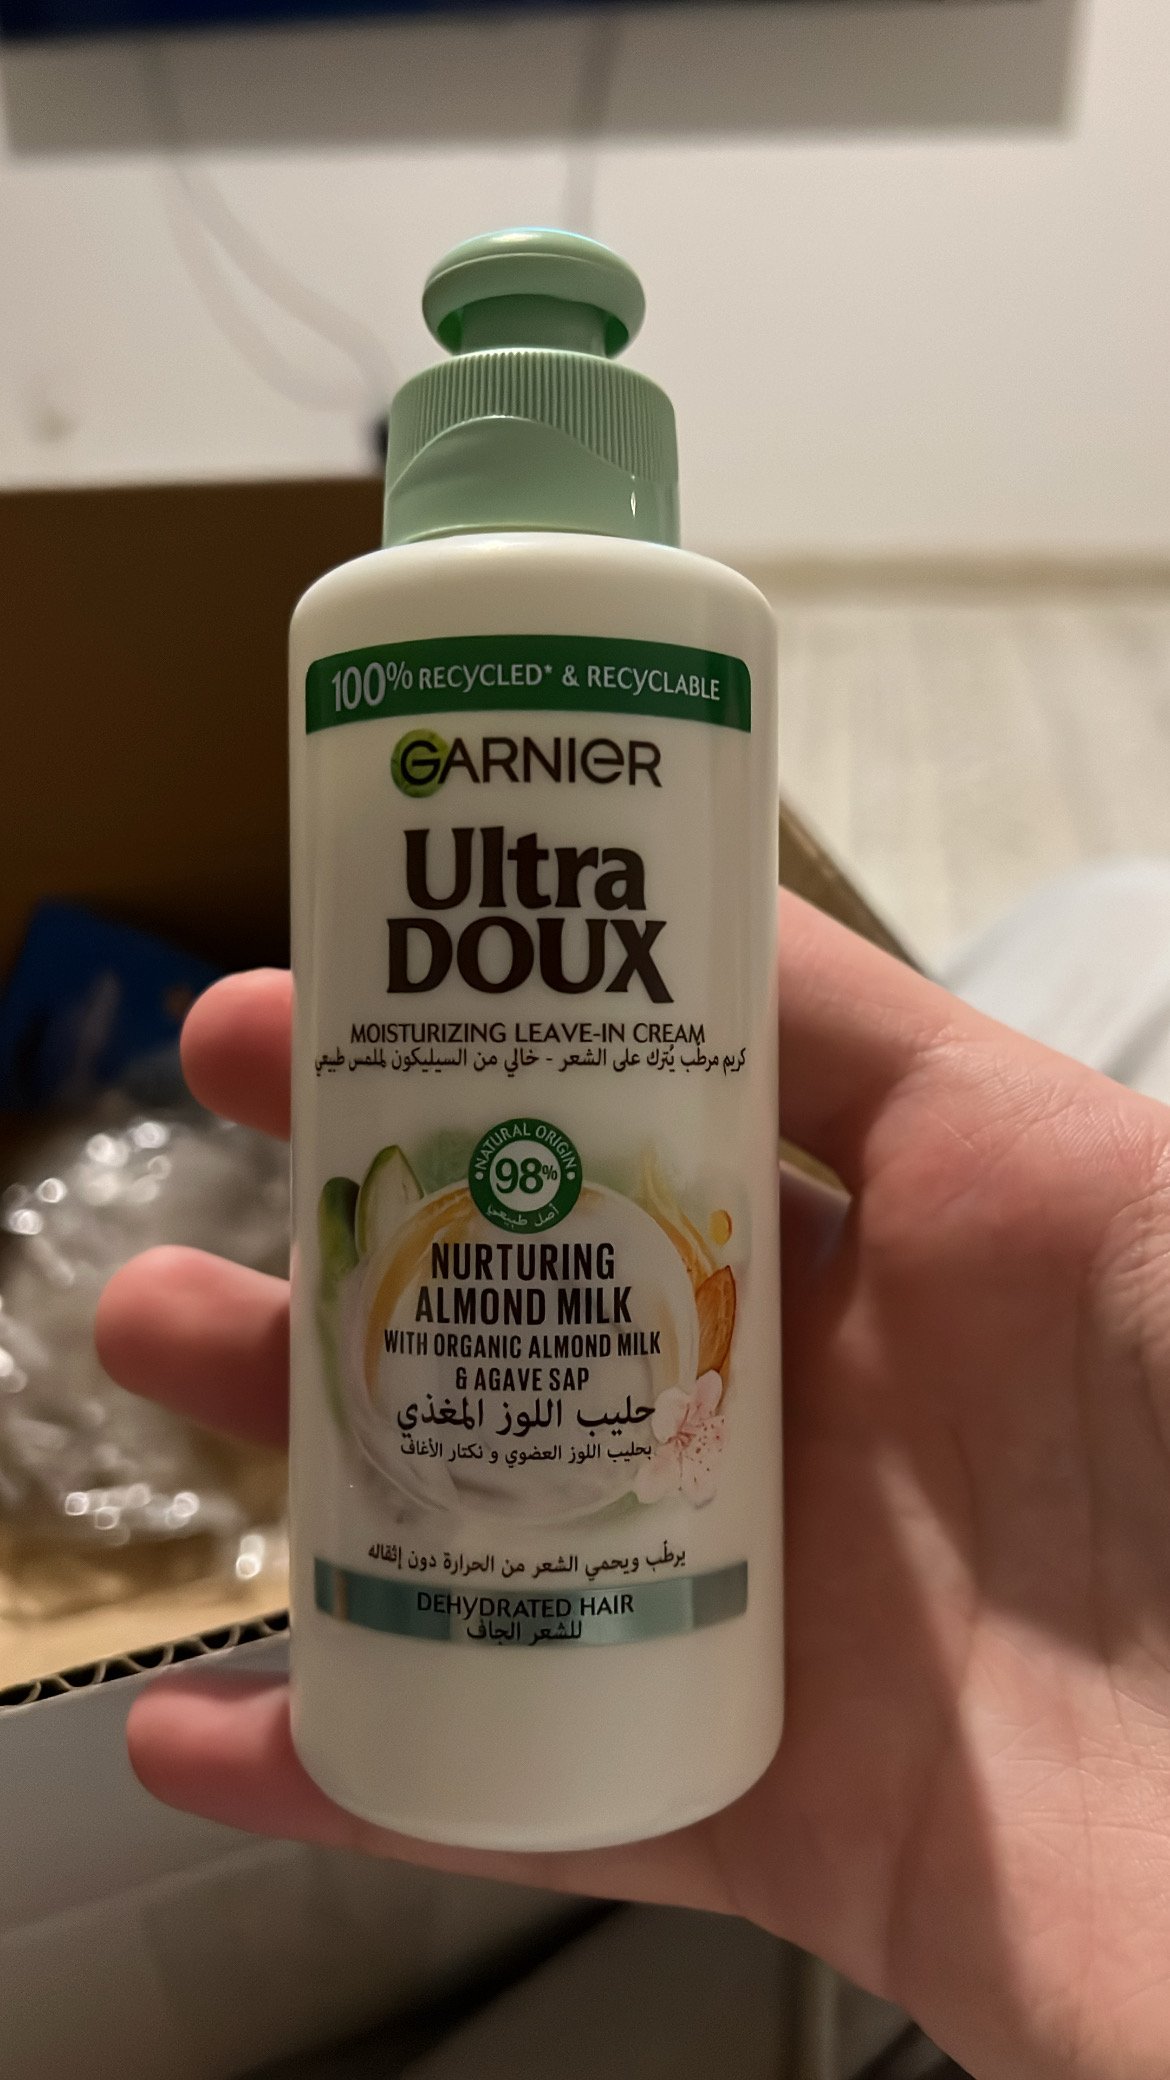 100% RECYCLED* & RECYCLABLE
GARNIER
Ultra
DOUX
MOISTURIZING LEAVE-IN CREAM
كريم مرطّب يُترك على الشعر - خالي من السيليكون لملمس طبيعي
NATURAL ORIGIN
98%
أصل طبيعي
NURTURING
ALMOND MILK
WITH ORGANIC ALMOND MILK
& AGAVE SAP
حليب اللوز المغذي
بحليب اللوز العضوي و نكتار الأغاف
يرطّب ويحمي الشعر من الحرارة دون إثقاله
DEHYDRATED HAIR
للشعر الجاف